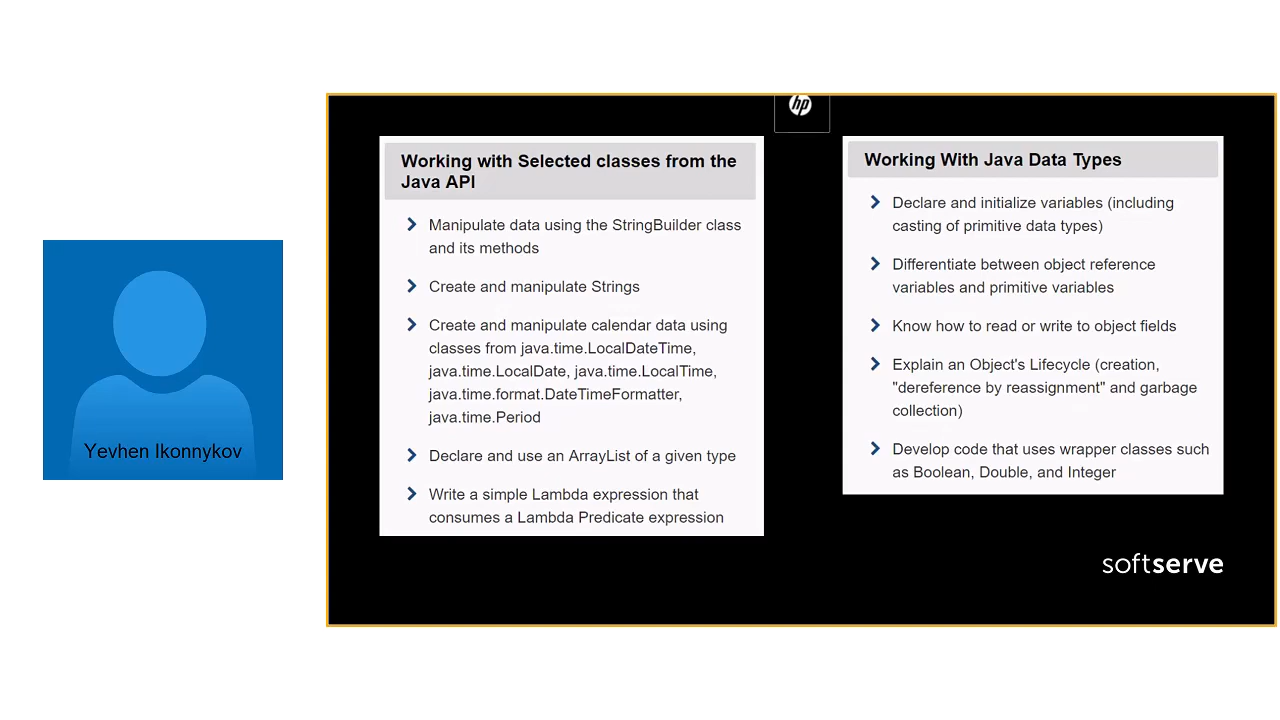 hp
Working with Selected classes from the
Java API
Manipulate data using the StringBuilder class
and its methods
Create and manipulate Strings
Create and manipulate calendar data using
classes from java.time.LocalDateTime,
java.time.LocalDate, java.time.LocalTime,
java.time.format.DateTimeFormatter,
java.time.Period
Declare and use an ArrayList of a given type
Write a simple Lambda expression that
consumes a Lambda Predicate expression
Working With Java Data Types
Declare and initialize variables (including
casting of primitive data types)
Differentiate between object reference
variables and primitive variables
Know how to read or write to object fields
Explain an Object's Lifecycle (creation,
"dereference by reassignment" and garbage
collection)
Develop code that uses wrapper classes such
as Boolean, Double, and Integer
softserve
Yevhen Ikonnykov